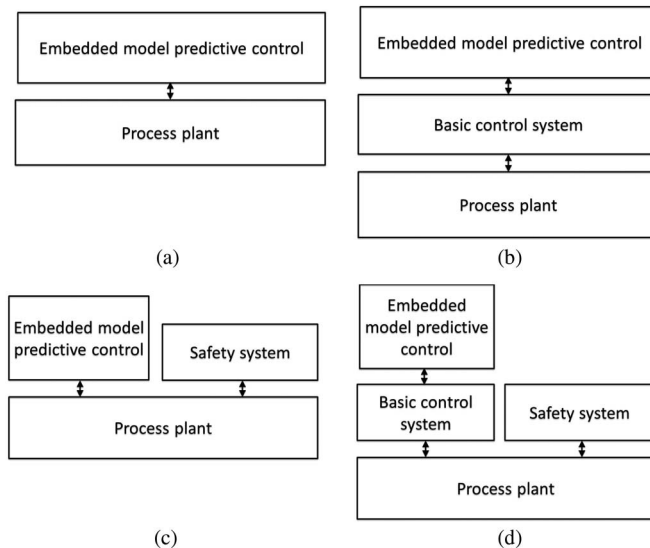 Embedded model predictive control
Process plant
(a)
Embedded model predictive control
Basic control system
Process plant
(b)
Embedded model
predictive control
Safety system
Process plant
(c)
Embedded
model predictive
control
Basic control
system
Safety system
Process plant
(d)